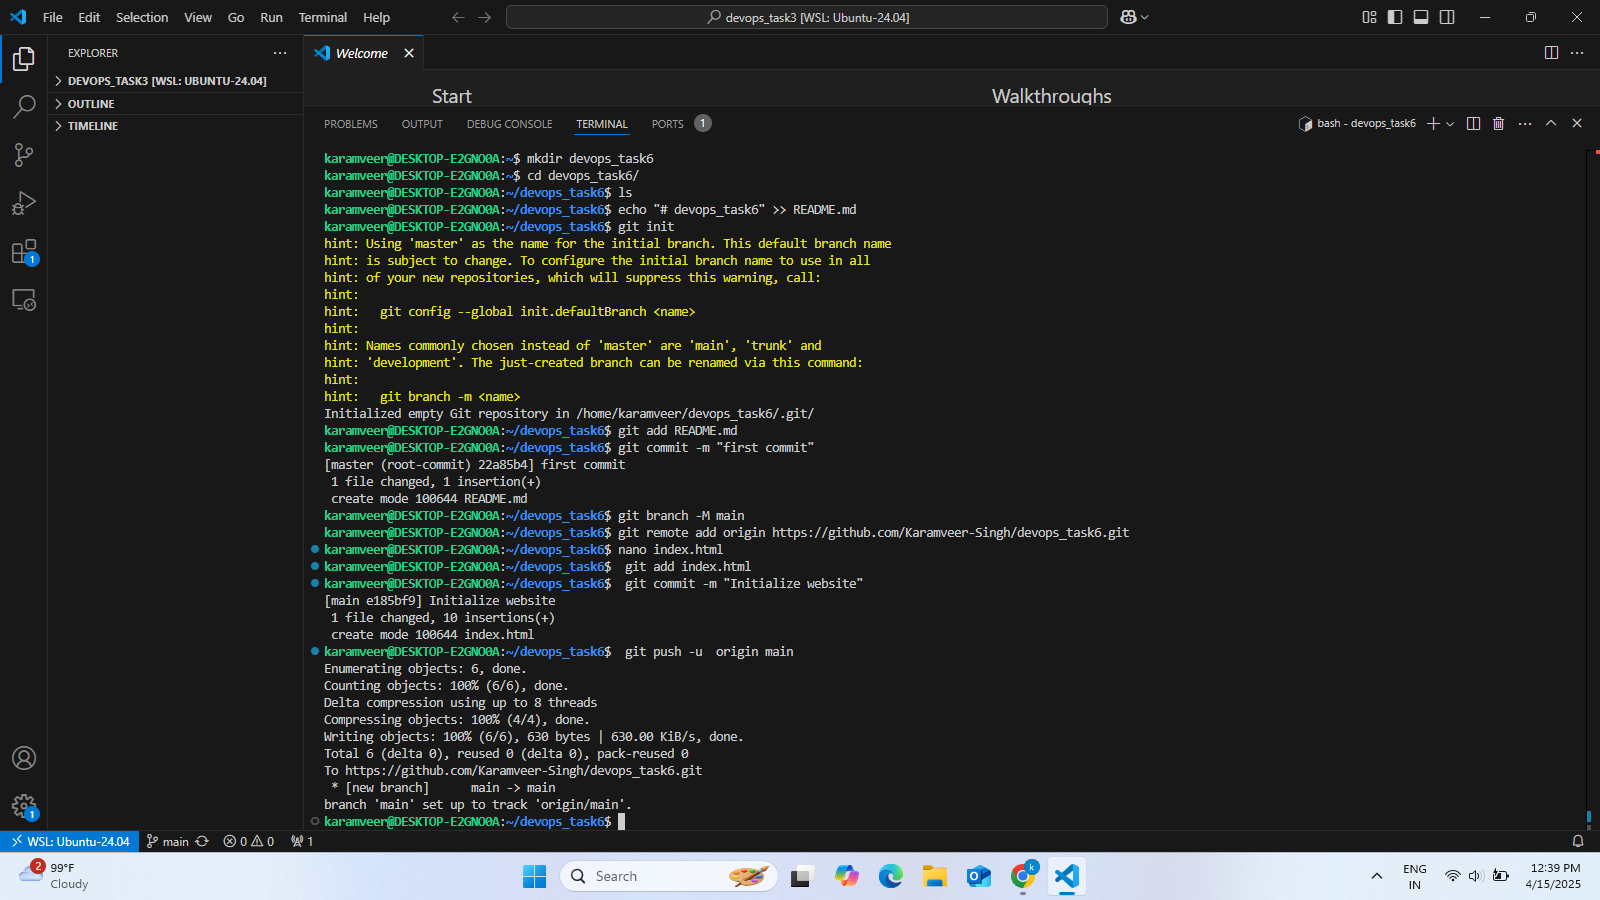 File Edit Selection View Go Run Terminal Help
devops_task3 [WSL: Ubuntu-24.04]
EXPLORER
DEVOPS_TASK3 [WSL: UBUNTU-24.04]
OUTLINE
TIMELINE
Welcome
Start
Walkthroughs
PROBLEMS OUTPUT DEBUG CONSOLE TERMINAL PORTS 1
bash - devops_task6
karamveer@DESKTOP-E2GNO0A:~$ mkdir devops_task6
karamveer@DESKTOP-E2GNO0A:~$ cd devops_task6/
karamveer@DESKTOP-E2GNO0A:~/devops_task6$ ls
karamveer@DESKTOP-E2GNO0A:~/devops_task6$ echo "# devops_task6" >> README.md
karamveer@DESKTOP-E2GNO0A:~/devops_task6$ git init
hint: Using 'master' as the name for the initial branch. This default branch name
hint: is subject to change. To configure the initial branch name to use in all
hint: of your new repositories, which will suppress this warning, call:
hint:
hint:   git config --global init.defaultBranch <name>
hint:
hint: Names commonly chosen instead of 'master' are 'main', 'trunk' and
hint: 'development'. The just-created branch can be renamed via this command:
hint:
hint:   git branch -m <name>
Initialized empty Git repository in /home/karamveer/devops_task6/.git/
karamveer@DESKTOP-E2GNO0A:~/devops_task6$ git add README.md
karamveer@DESKTOP-E2GNO0A:~/devops_task6$ git commit -m "first commit"
[master (root-commit) 22a85b4] first commit
 1 file changed, 1 insertion(+)
 create mode 100644 README.md
karamveer@DESKTOP-E2GNO0A:~/devops_task6$ git branch -M main
karamveer@DESKTOP-E2GNO0A:~/devops_task6$ git remote add origin https://github.com/Karamveer-Singh/devops_task6.git
karamveer@DESKTOP-E2GNO0A:~/devops_task6$ nano index.html
karamveer@DESKTOP-E2GNO0A:~/devops_task6$  git add index.html
karamveer@DESKTOP-E2GNO0A:~/devops_task6$  git commit -m "Initialize website"
[main e185bf9] Initialize website
 1 file changed, 10 insertions(+)
 create mode 100644 index.html
karamveer@DESKTOP-E2GNO0A:~/devops_task6$  git push -u  origin main
Enumerating objects: 6, done.
Counting objects: 100% (6/6), done.
Delta compression using up to 8 threads
Compressing objects: 100% (4/4), done.
Writing objects: 100% (6/6), 630 bytes | 630.00 KiB/s, done.
Total 6 (delta 0), reused 0 (delta 0), pack-reused 0
To https://github.com/Karamveer-Singh/devops_task6.git
 * [new branch]      main -> main
branch 'main' set up to track 'origin/main'.
karamveer@DESKTOP-E2GNO0A:~/devops_task6$
1
1
WSL: Ubuntu-24.04 main 0 0 1
2
99°F
Cloudy
Search
k
ENG
IN
12:39 PM
4/15/2025